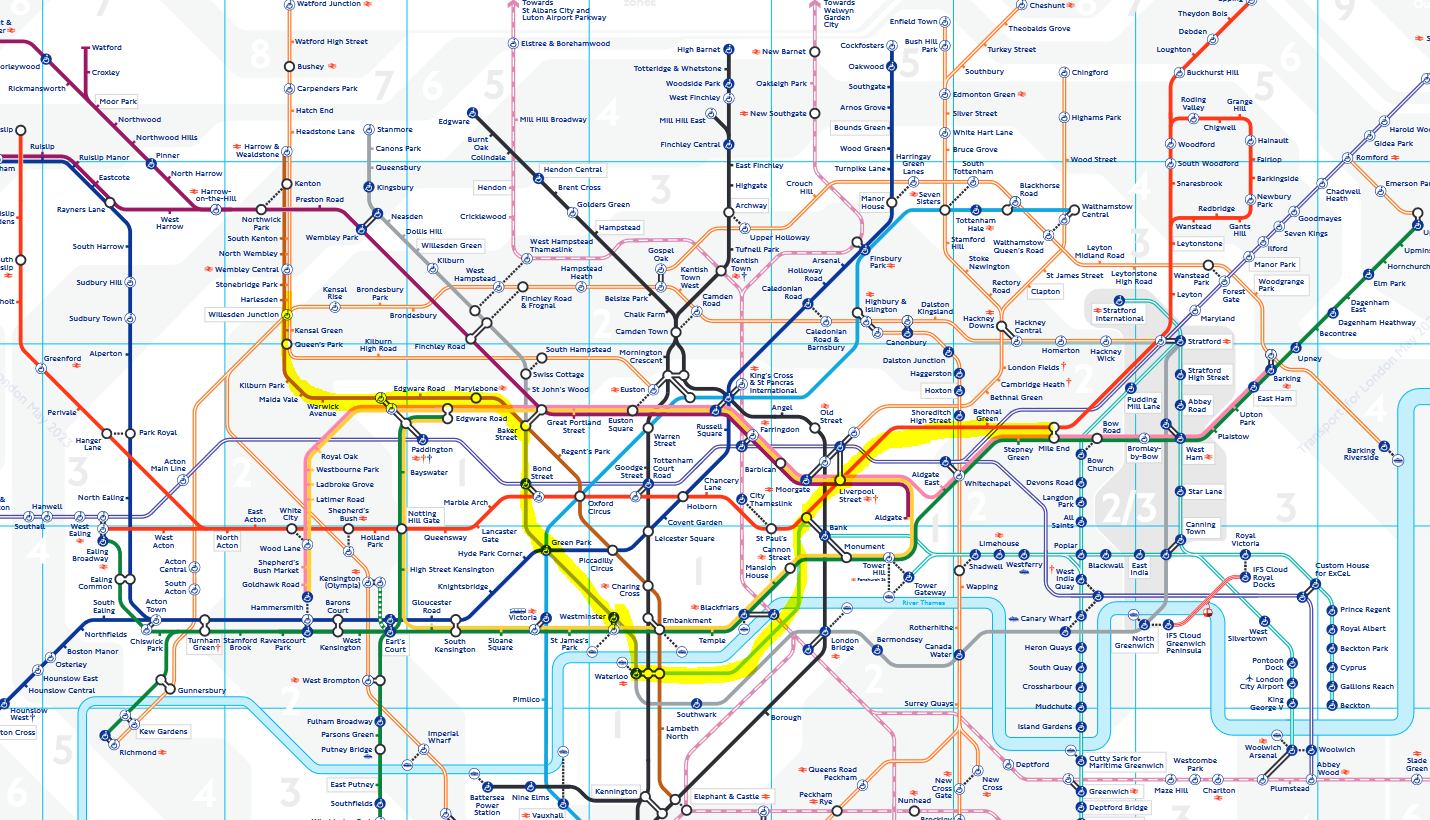 Watford Junction
Towards
St Albans City and
Luton Airport Parkway
Towards
Welwyn
Garden
City
Cheshunt
Theydon Bois
Enfield Town
Theobalds Grove
Debden
Watford High Street
Elstree & Borehamwood
High Barnet
New Barnet
Cockfosters
Bush Hill
Park
Turkey Street
Loughton
Watford
Croxley
Bushey
Totteridge & Whetstone
Oakwood
Southbury
Chingford
Buckhurst Hill
Rickmansworth
Moor Park
Carpenders Park
Woodside Park
Oakleigh Park
Southgate
Edmonton Green
Roding
Valley
Grange
Hill
West Finchley
Northwood
Hatch End
Edgware
Mill Hill Broadway
Mill Hill East
New Southgate
Arnos Grove
Silver Street
Highams Park
Chigwell
Northwood Hills
Headstone Lane
Stanmore
Burnt
Oak
Colindale
Finchley Central
Bounds Green
White Hart Lane
Woodford
Hainault
Ruislip
Ruislip Manor
Pinner
Harrow &
Wealdstone
Canons Park
Wood Green
Bruce Grove
Wood Street
South Woodford
Fairlop
Eastcote
North Harrow
Queensbury
Hendon Central
East Finchley
Turnpike Lane
Harringay
Green
Lanes
South
Tottenham
Snaresbrook
Barkingside
Gidea Park
Romford
Rayners Lane
West
Harrow
Harrow-
on-the-Hill
Kenton
Kingsbury
Hendon
Brent Cross
Highgate
Crouch
Hill
Manor
House
Seven
Sisters
Blackhorse
Road
Newbury
Park
Chadwell
Heath
Northwick
Park
Preston Road
Golders Green
Archway
Tottenham
Hale
Walthamstow
Central
Redbridge
Wanstead
Gants
Hill
Goodmayes
South Kenton
Wembley Park
Neasden
Cricklewood
Hampstead
Upper Holloway
Stamford
Hill
Walthamstow
Queen's Road
Leytonstone
Seven Kings
South Harrow
North Wembley
Dollis Hill
Willesden Green
Kilburn
West Hampstead
Thameslink
Gospel
Oak
Tufnell Park
Arsenal
Finsbury
Park
Stoke
Newington
Leyton
Midland Road
Ilford
Manor Park
Hornchurch
Sudbury Hill
Wembley Central
Stonebridge Park
West
Hampstead
Hampstead
Heath
Kentish
Town
West
Kentish
Town
Holloway
Road
Rectory
Road
St James Street
Leytonstone
High Road
Wanstead
Park
Woodgrange
Park
Elm Park
Harlesden
Kensal
Rise
Brondesbury
Park
Finchley Road
& Frognal
Belsize Park
Camden
Road
Caledonian
Road
Highbury &
Islington
Clapton
Leyton
Forest
Gate
Dagenham
East
Sudbury Town
Willesden Junction
Brondesbury
Chalk Farm
Dalston
Kingsland
Hackney
Downs
Hackney
Central
Stratford
International
Maryland
Dagenham Heathway
Kensal Green
Camden Town
Caledonian
Road &
Barnsbury
Canonbury
Stratford
Becontree
Alperton
Queen's Park
Kilburn
High Road
Finchley Road
South Hampstead
Mornington
Crescent
Dalston Junction
Homerton
Hackney
Wick
Upney
Greenford
Kilburn Park
Swiss Cottage
Haggerston
London Fields
Stratford
High Street
Barking
Maida Vale
Edgware Road
Marylebone
St John's Wood
Euston
King's Cross
& St Pancras
International
Hoxton
Cambridge Heath
Pudding
Mill Lane
East Ham
Perivale
Warwick
Avenue
Edgware Road
Angel
Old
Street
Shoreditch
High Street
Bethnal Green
Bethnal
Green
Abbey
Road
Upton
Park
Hanger
Lane
Park Royal
Baker
Street
Great Portland
Street
Euston
Square
Warren
Street
Russell
Square
Farringdon
Bow
Road
Plaistow
Paddington
Royal Oak
Regent's Park
Stepney
Green
Mile End
Bromley-
by-Bow
West
Ham
Barking
Riverside
Acton
Main Line
Westbourne Park
Bayswater
Bond
Street
Goodge
Street
Tottenham
Court
Road
Barbican
Aldgate
East
Bow
Church
North Ealing
Ladbroke Grove
Marble Arch
Chancery
Lane
Moorgate
Liverpool
Street
Whitechapel
Devons Road
Star Lane
Hanwell
Southall
West
Ealing
Latimer Road
Oxford
Circus
Holborn
City
Thameslink
Langdon
Park
East
Acton
White
City
Shepherd's
Bush
Notting
Hill Gate
Lancaster
Gate
Covent Garden
St Paul's
Aldgate
All
Saints
Canning
Town
Ealing
Broadway
West
Acton
North
Acton
Holland
Park
Queensway
Leicester Square
Bank
Wood Lane
Hyde Park Corner
Green Park
Piccadilly
Circus
Cannon
Street
Monument
Limehouse
Poplar
Royal
Victoria
Acton
Central
Shepherd's
Bush Market
High Street Kensington
Mansion
House
Tower
Hill
Shadwell
Westferry
Blackwall
East
India
IFS Cloud
Royal
Docks
Custom House
for ExCeL
Ealing
Common
South
Acton
Goldhawk Road
Kensington
(Olympia)
Knightsbridge
Charing
Cross
Tower
Gateway
Wapping
West
India
Quay
South
Ealing
Acton
Town
Hammersmith
Barons
Court
Gloucester
Road
Victoria
Westminster
Blackfriars
River Thames
Canary Wharf
Prince Regent
Northfields
Embankment
Rotherhithe
West
Silvertown
Royal Albert
Boston Manor
Chiswick
Park
Turnham
Green
Stamford
Brook
Ravenscourt
Park
West
Kensington
Earl's
Court
South
Kensington
Sloane
Square
St James's
Park
Temple
London
Bridge
Bermondsey
Canada
Water
Heron Quays
North
Greenwich
IFS Cloud
Greenwich
Peninsula
Beckton Park
Osterley
Hounslow East
Hounslow Central
Gunnersbury
West Brompton
Waterloo
South Quay
Pontoon
Dock
Cyprus
Hounslow
West
Pimlico
Southwark
Crossharbour
London
City Airport
Gallions Reach
Kew Gardens
Fulham Broadway
Borough
Surrey Quays
Mudchute
King
George V
Beckton
Richmond
Parsons Green
Imperial
Wharf
Lambeth
North
Island Gardens
Woolwich
Arsenal
Woolwich
Putney Bridge
Queens Road
Peckham
New
Cross
Gate
New
Cross
Deptford
Cutty Sark for
Maritime Greenwich
Westcombe
Park
Abbey
Wood
Slade
Green
East Putney
Battersea
Power
Station
Nine Elms
Kennington
Elephant & Castle
Peckham
Rye
Nunhead
Greenwich
Maze Hill
Charlton
Plumstead
Southfields
Vauxhall
Deptford Bridge